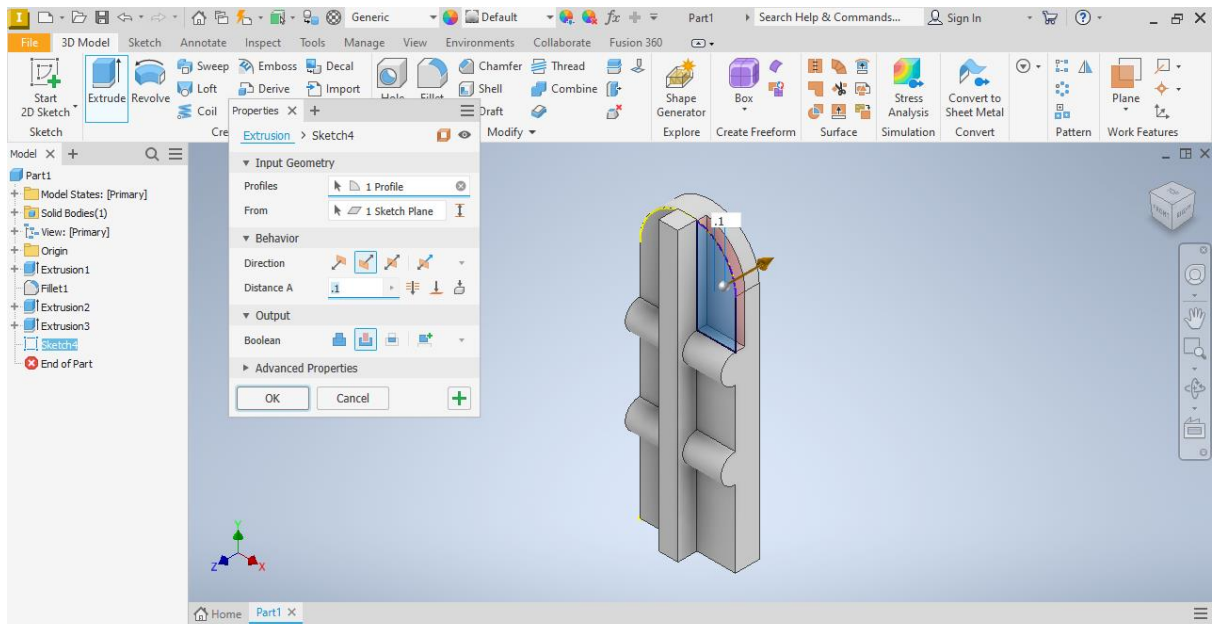 I Generic Default fx Part1 Search Help & Commands... Sign In
File 3D Model Sketch Annotate Inspect Tools Manage View Environments Collaborate Fusion 360
Start 2D Sketch
Extrude Revolve
Sweep Emboss Decal
Loft Derive Import
Coil
Hole Fillet
Chamfer Thread
Shell Combine
Draft
Shape Generator
Box
Stress Analysis
Convert to Sheet Metal
Plane
Sketch Cre Modify Explore Create Freeform Surface Simulation Convert Pattern Work Features
Properties × +
Extrusion > Sketch4
Input Geometry
Profiles 1 Profile
From 1 Sketch Plane
Behavior
Direction
Distance A .1
Output
Boolean
Advanced Properties
OK Cancel
Model × +
Part1
Model States: [Primary]
Solid Bodies(1)
View: [Primary]
Origin
Extrusion1
Fillet1
Extrusion2
Extrusion3
Sketch4
End of Part
.1
Y
Z X
Home Part1 ×